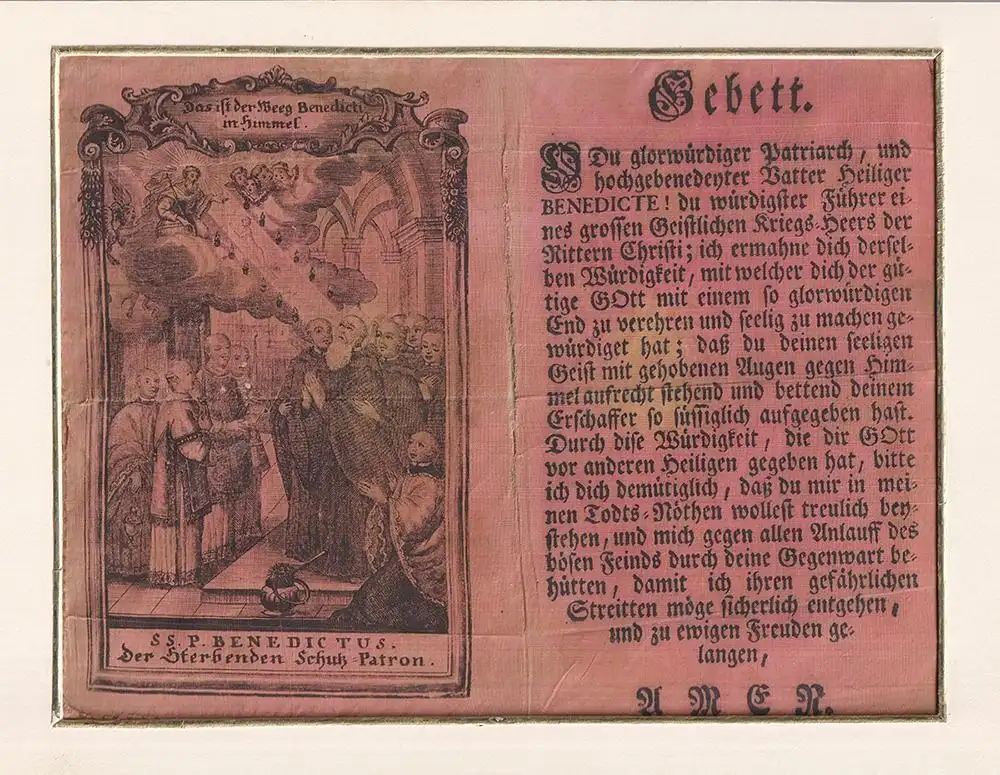 Das ist der Weeg Benedicti
in Himmel.
SS. P. BENEDICTUS.
Der Sterbenden Schutz-Patron.
Gebett.
O Du glorwürdiger Patriarch, und
hochgebenedeyter Vatter Heiliger
BENEDICTE! du würdigster Führer ei-
nes grossen Geistlichen Kriegs-Heers der
Rittern Christi; ich ermahne dich dersel-
ben Würdigkeit, mit welcher dich der gü-
tige GOtt mit einem so glorwürdigen
End zu verehren und seelig zu machen ge-
würdiget hat; daß du deinen seeligen
Geist mit gehobenen Augen gegen Him-
mel aufrecht stehend und bettend deinem
Erschaffer so süssiglich aufgegeben hast.
Durch dise Würdigkeit, die dir GOtt
vor anderen Heiligen gegeben hat, bitte
ich dich demütiglich, daß du mir in mei-
nen Todts-Nöthen wollest treulich bey-
stehen, und mich gegen allen Anlauff des
bösen Feinds durch deine Gegenwart be-
hütten, damit ich ihren gefährlichen
Streitten möge sicherlich entgehen,
und zu ewigen Freuden ge-
langen,
AMEN.